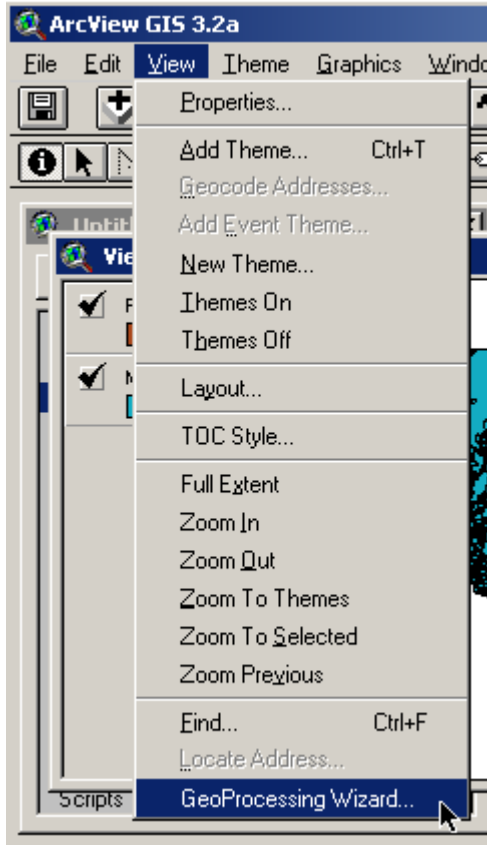 ArcView GIS 3.2a
File Edit View Theme Graphics
Properties...
Add Theme... Ctrl+T
Geocode Addresses...
Add Event Theme...
New Theme...
Themes On
Themes Off
Layout...
TOC Style...
Full Extent
Zoom In
Zoom Out
Zoom To Themes
Zoom To Selected
Zoom Previous
Find... Ctrl+F
Locate Address...
Scripts
GeoProcessing Wizard...